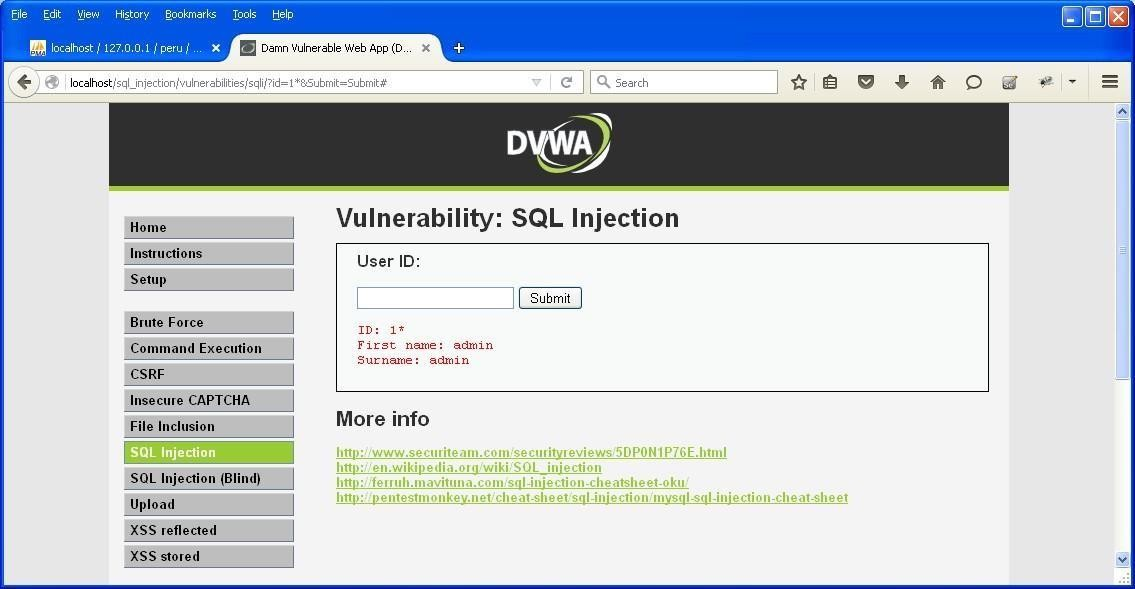 File Edit View History Bookmarks Tools Help
PMA localhost / 127.0.0.1 / peru / ... Damn Vulnerable Web App (D...
localhost/sql_injection/vulnerabilities/sqli/?id=1*&Submit=Submit# Search
DVWA
Home
Instructions
Setup
Brute Force
Command Execution
CSRF
Insecure CAPTCHA
File Inclusion
SQL Injection
SQL Injection (Blind)
Upload
XSS reflected
XSS stored
Vulnerability: SQL Injection
User ID:
Submit
ID: 1*
First name: admin
Surname: admin
More info
http://www.securiteam.com/securityreviews/5DP0N1P76E.html
http://en.wikipedia.org/wiki/SQL_injection
http://ferruh.mavituna.com/sql-injection-cheatsheet-oku/
http://pentestmonkey.net/cheat-sheet/sql-injection/mysql-sql-injection-cheat-sheet